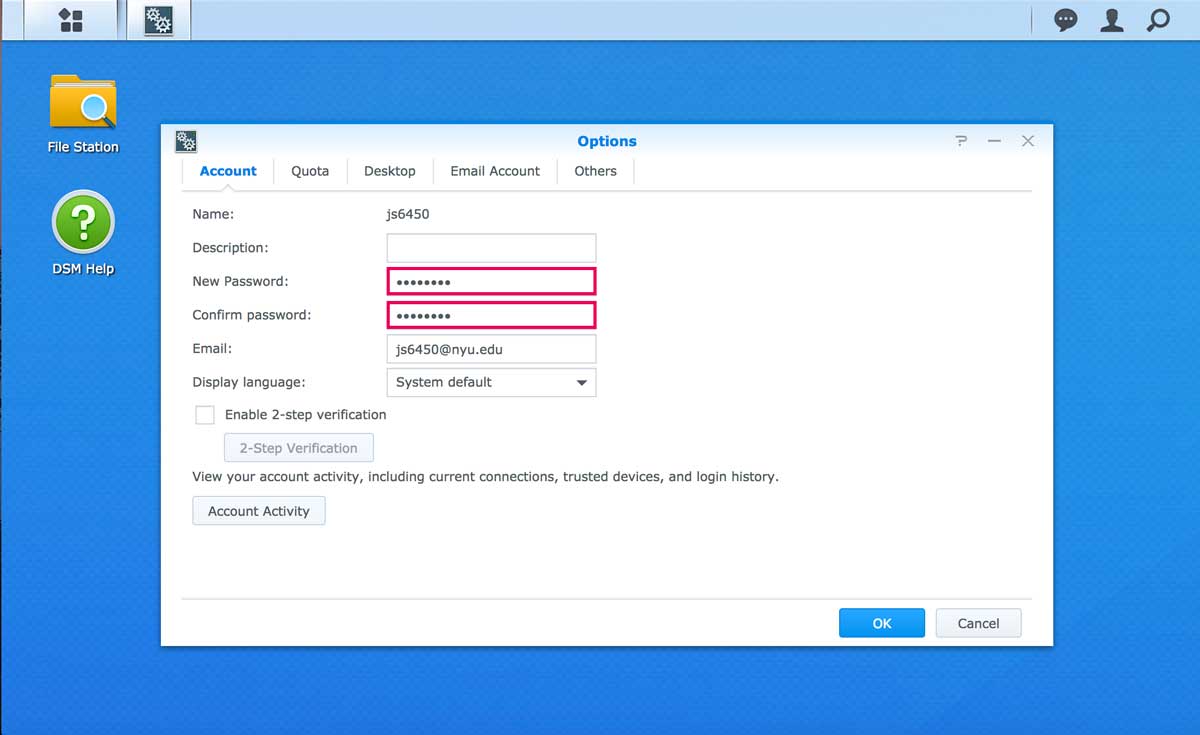 File Station
DSM Help
Options
Account Quota Desktop Email Account Others
Name: js6450
Description:
New Password: ••••••••
Confirm password: ••••••••
Email: js6450@nyu.edu
Display language: System default
Enable 2-step verification
2-Step Verification
View your account activity, including current connections, trusted devices, and login history.
Account Activity
OK Cancel